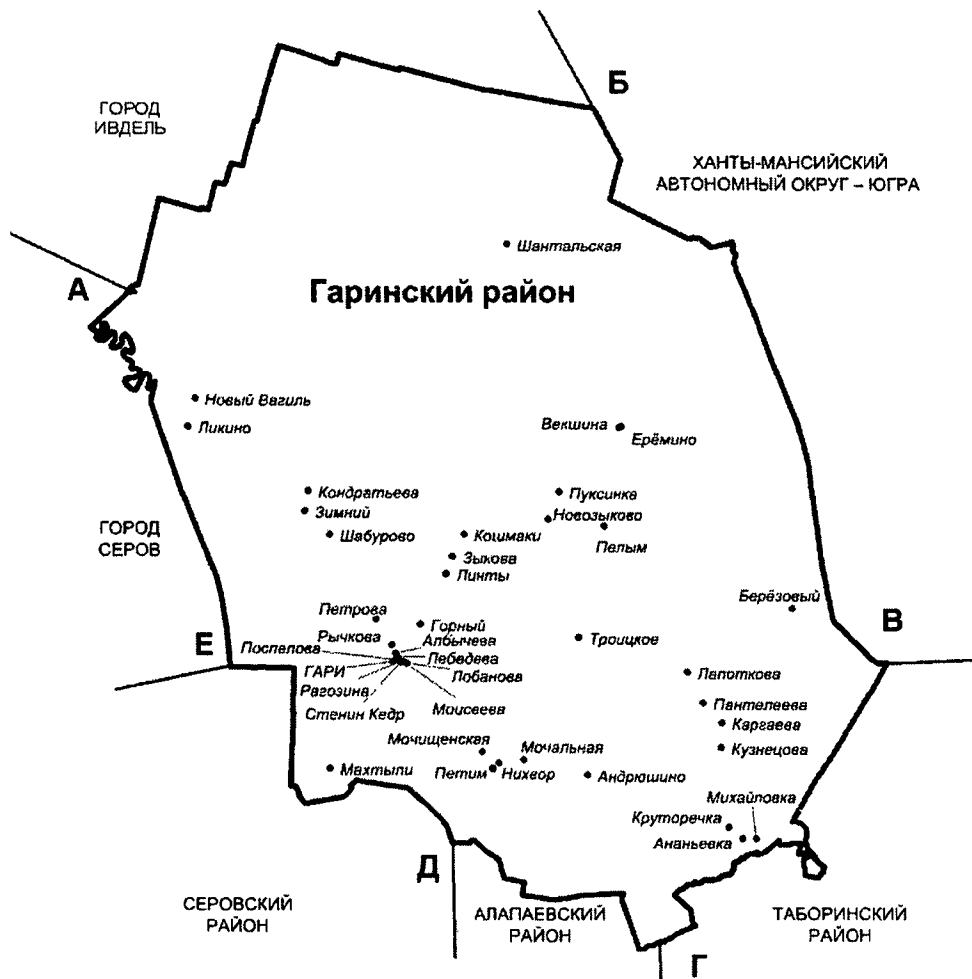 Б
ГОРОД
ИВДЕЛЬ
ХАНТЫ-МАНСИЙСКИЙ
АВТОНОМНЫЙ ОКРУГ – ЮГРА
Шантальская
А
Гаринский район
Новый Вагиль
Ликино
Векшина
Ерёмино
Кондратьева
Пуксинка
Зимний
Новозыково
ГОРОД
СЕРОВ
Шабурово
Кошмаки
Пелым
Зыкова
Линты
Берёзовый
Петрова
Горный
В
Рычкова
Албычева
Троицкое
Е
Поспелова
Лебедева
ГАРИ
Лобанова
Лапоткова
Рагозина
Стенин Кедр
Моисеева
Пантелеева
Каргаева
Мочищенская
Мочальная
Кузнецова
Махтыли
Петим
Нихвор
Андрюшино
Михайловка
Круторечка
Ананьевка
Д
СЕРОВСКИЙ
РАЙОН
АЛАПАЕВСКИЙ
РАЙОН
ТАБОРИНСКИЙ
РАЙОН
Г